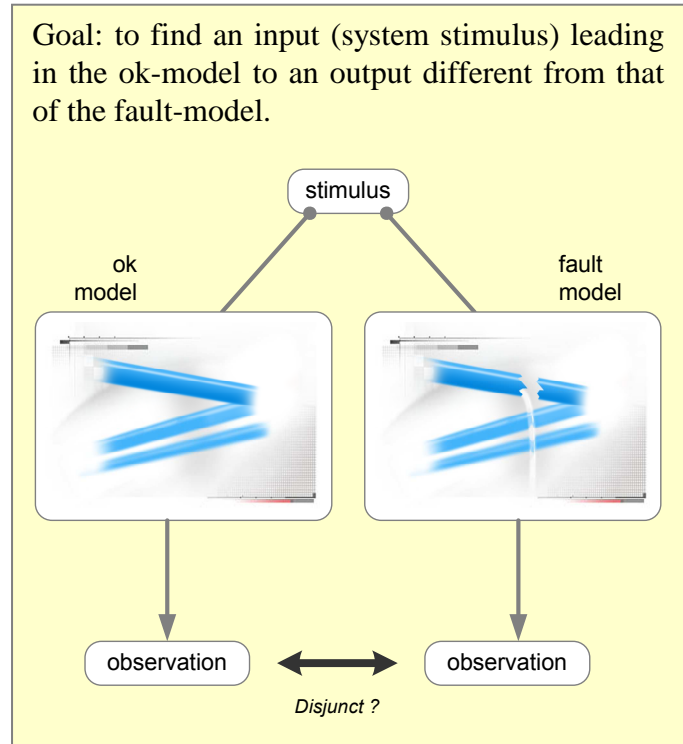 Goal: to find an input (system stimulus) leading
in the ok-model to an output different from that
of the fault-model.
stimulus
ok
model
fault
model
observation
observation
Disjunct ?